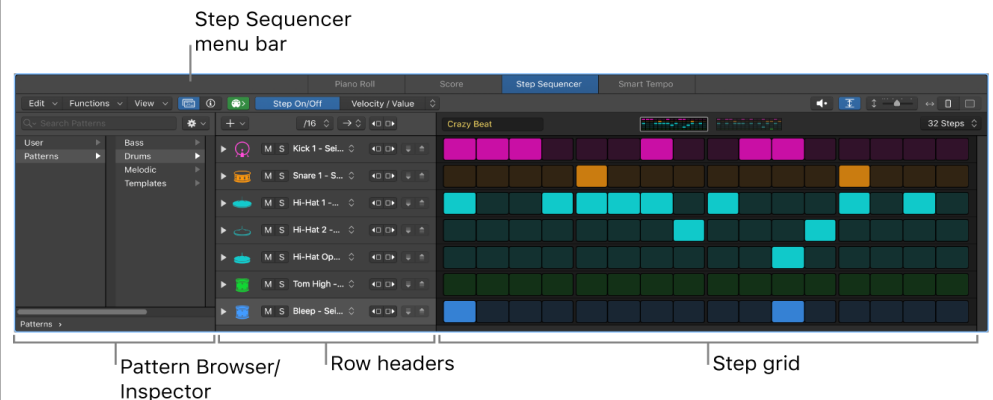 Step Sequencer
menu bar
Piano Roll Score Step Sequencer Smart Tempo
Edit Functions View Step On/Off Velocity / Value
Search Patterns /16 Crazy Beat 32 Steps
User Bass M S Kick 1 - Sei...
Patterns Drums
Melodic M S Snare 1 - S...
Templates
M S Hi-Hat 1 -...
M S Hi-Hat 2 -...
M S Hi-Hat Op...
M S Tom High -...
M S Bleep - Sei...
Patterns
Pattern Browser/
Inspector
Row headers
Step grid